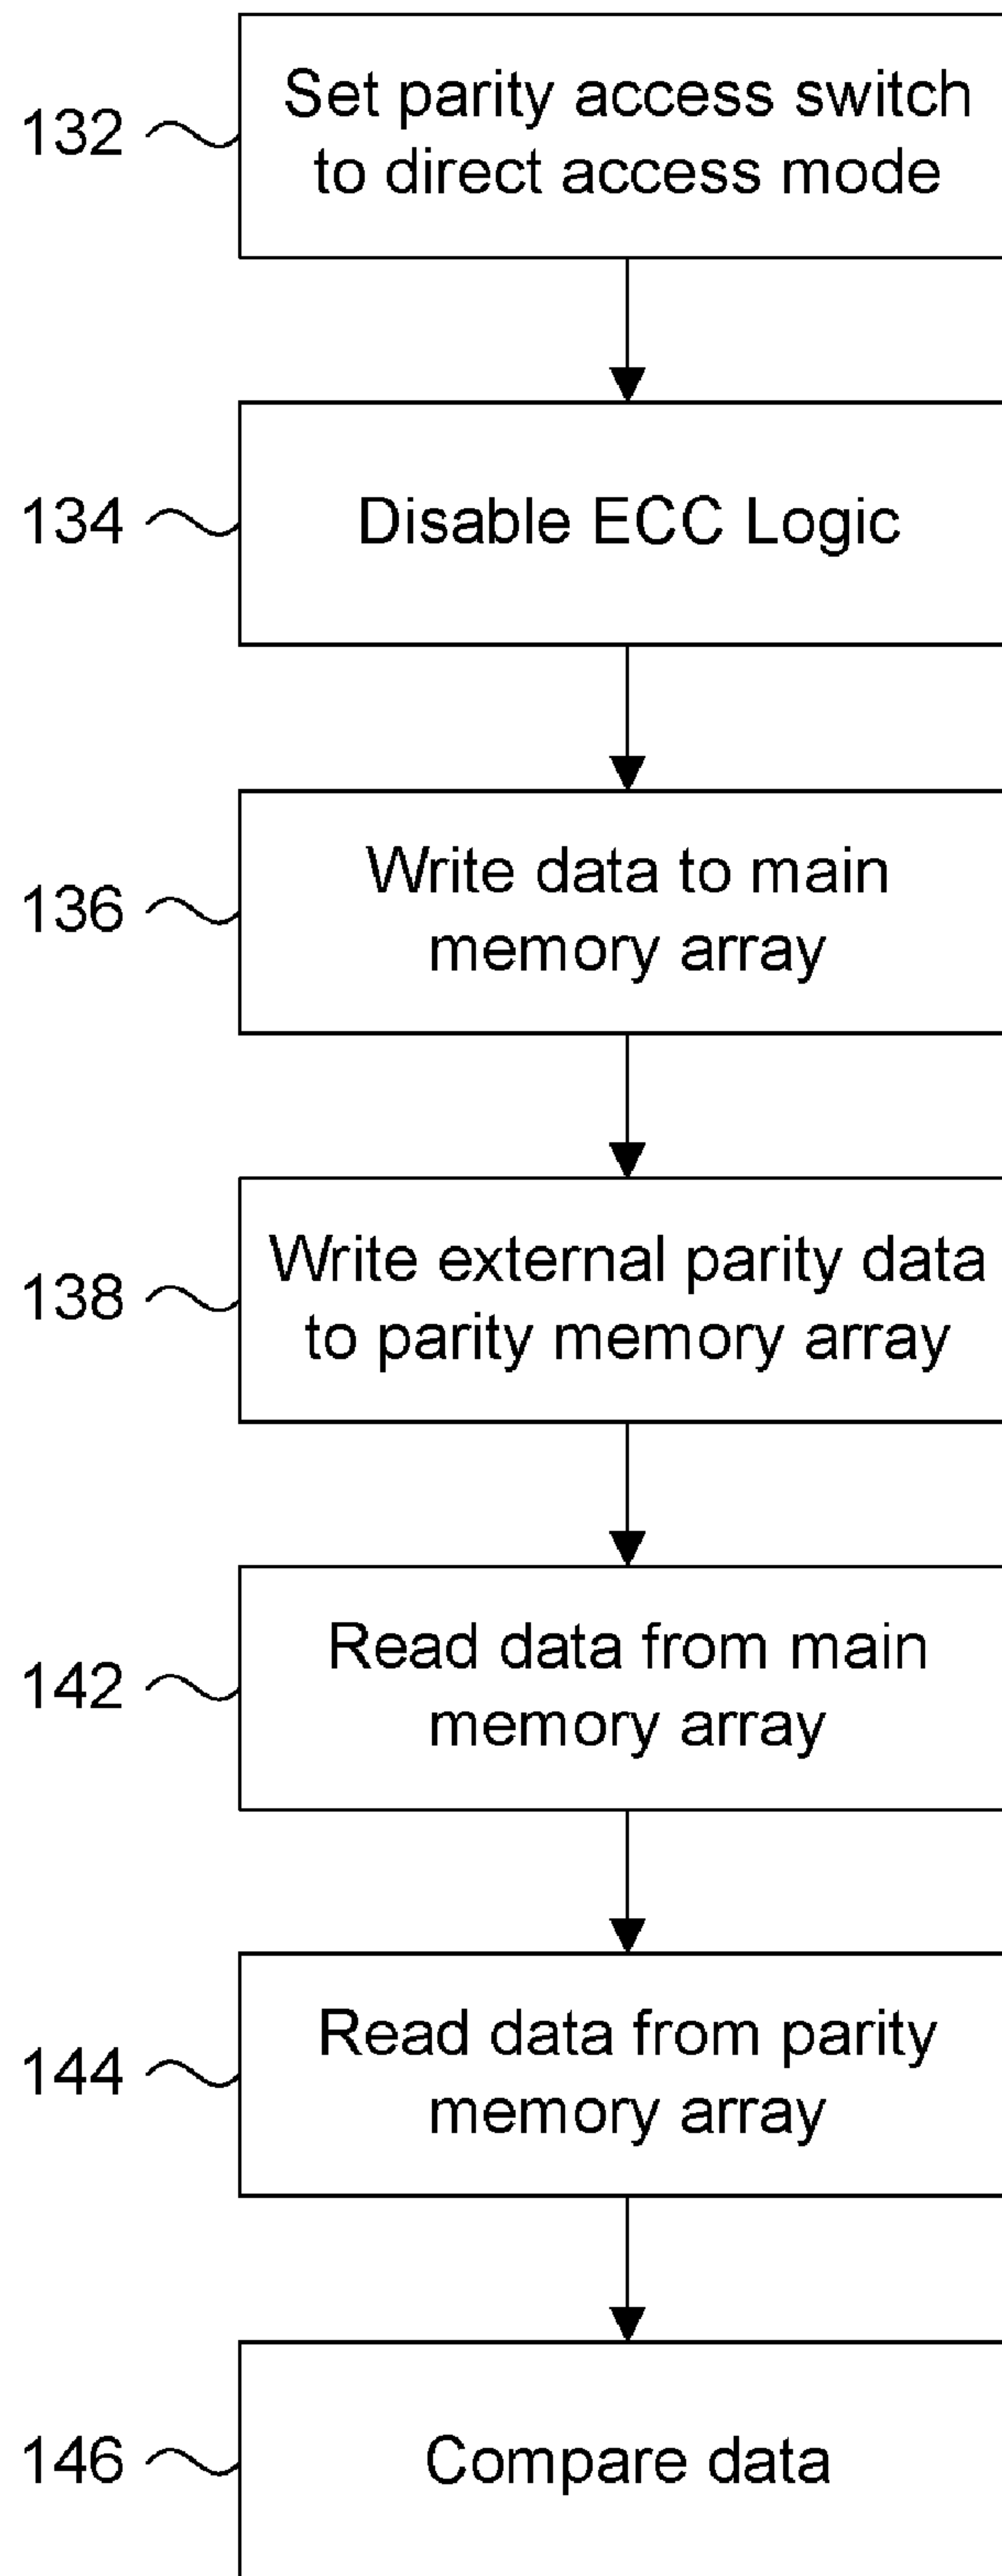 132
Set parity access switch
to direct access mode
134
Disable ECC Logic
136
Write data to main
memory array
138
Write external parity data
to parity memory array
142
Read data from main
memory array
144
Read data from parity
memory array
146
Compare data